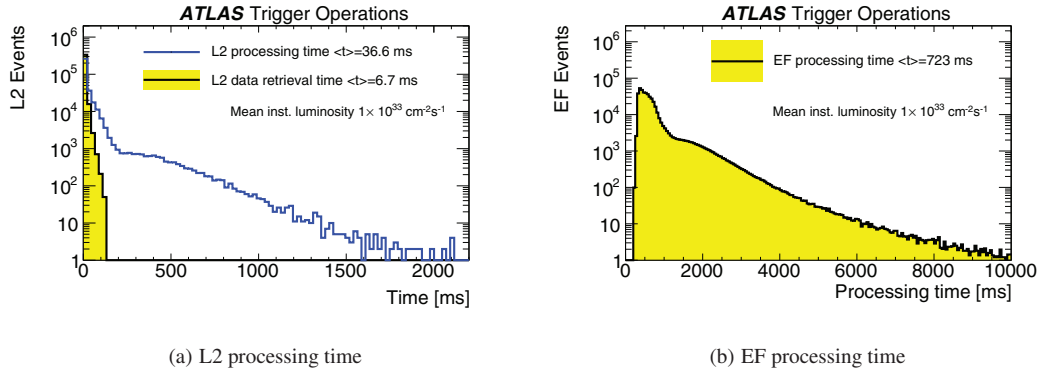 ATLAS Trigger Operations
L2 Events
10⁶
10⁵
10⁴
10³
10²
10
1
L2 processing time <t>=36.6 ms
L2 data retrieval time <t>=6.7 ms
Mean inst. luminosity 1× 10³³ cm⁻²s⁻¹
0 500 1000 1500 2000
Time [ms]
(a) L2 processing time
ATLAS Trigger Operations
EF Events
10⁶
10⁵
10⁴
10³
10²
10
1
EF processing time <t>=723 ms
Mean inst. luminosity 1× 10³³ cm⁻²s⁻¹
0 2000 4000 6000 8000 10000
Processing time [ms]
(b) EF processing time